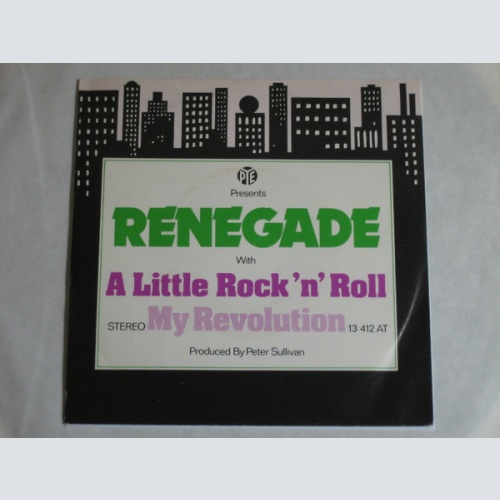 PYE
Presents
RENEGADE
With
A Little Rock 'n' Roll
STEREO My Revolution 13 412 AT
Produced By Peter Sullivan